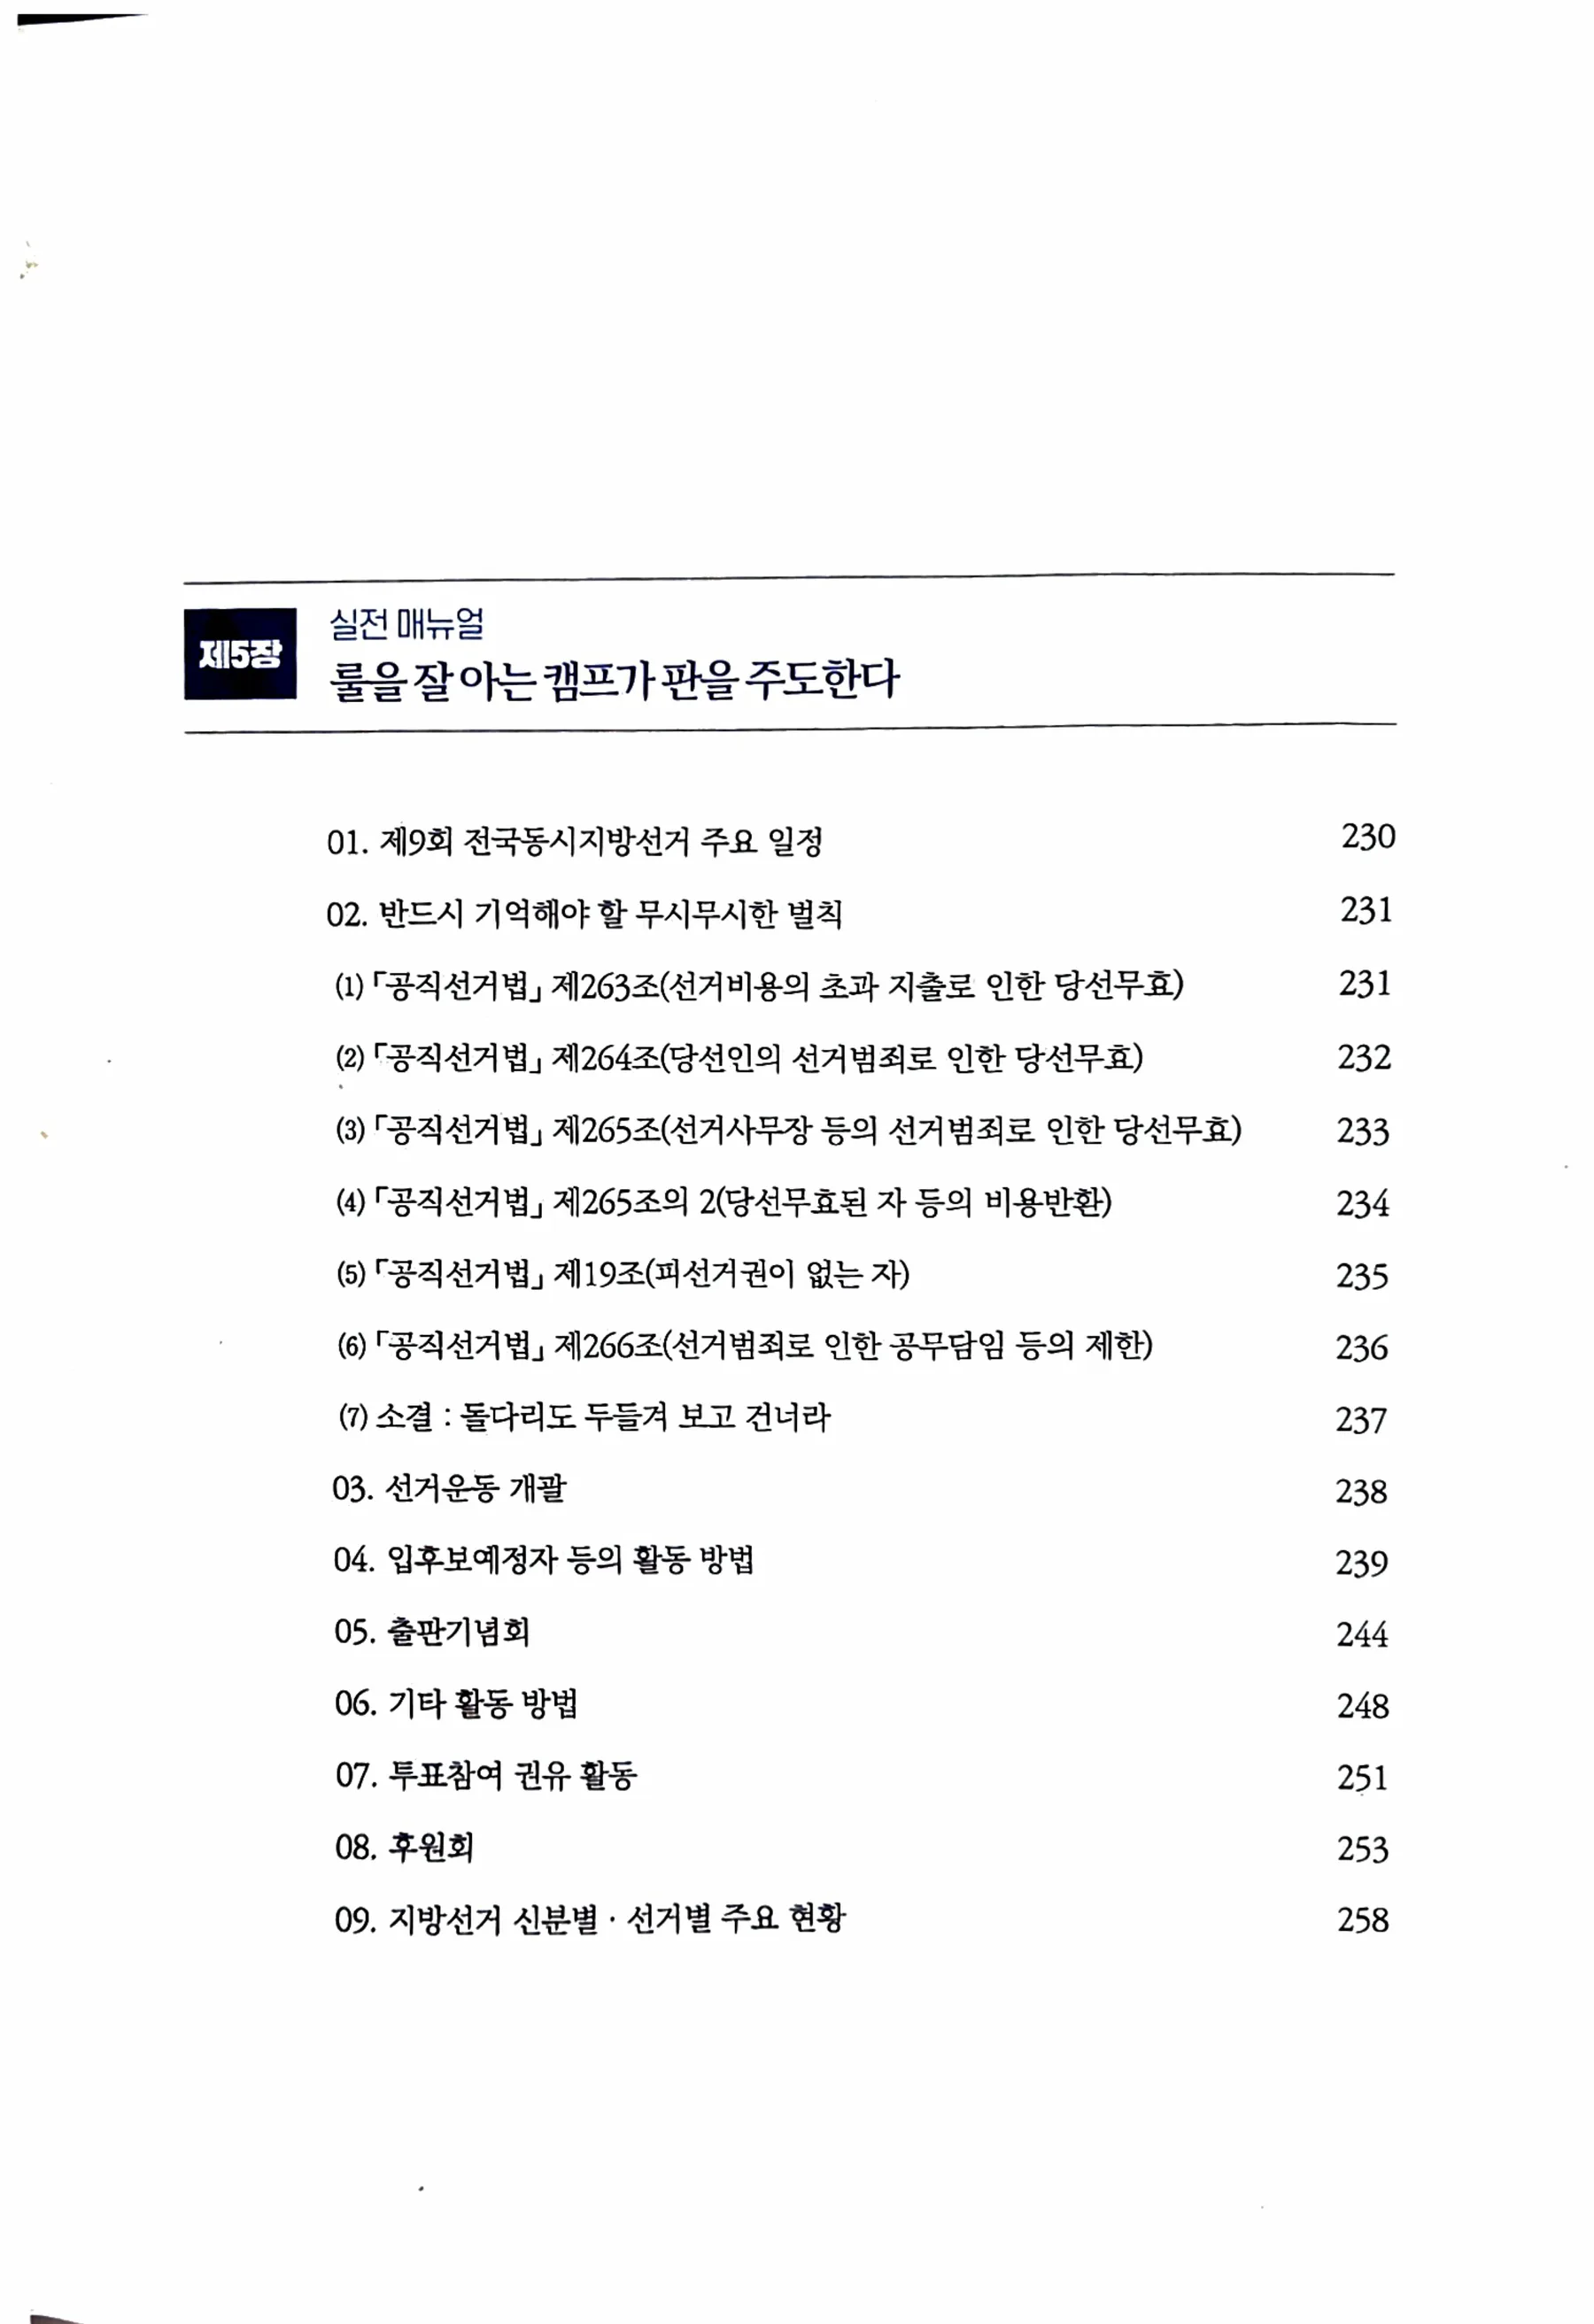 제5장
실전 매뉴얼
룰을 잘 아는 캠프가 판을 주도한다
01. 제9회 전국동시지방선거 주요 일정 230
02. 반드시 기억해야 할 무시무시한 벌칙 231
(1) 「공직선거법」 제263조(선거비용의 초과 지출로 인한 당선무효) 231
(2) 「공직선거법」 제264조(당선인의 선거범죄로 인한 당선무효) 232
(3) 「공직선거법」 제265조(선거사무장 등의 선거범죄로 인한 당선무효) 233
(4) 「공직선거법」 제265조의 2(당선무효된 자 등의 비용반환) 234
(5) 「공직선거법」 제19조(피선거권이 없는 자) 235
(6) 「공직선거법」 제266조(선거범죄로 인한 공무담임 등의 제한) 236
(7) 소결 : 돌다리도 두들겨 보고 건너라 237
03. 선거운동 개괄 238
04. 입후보예정자 등의 활동 방법 239
05. 출판기념회 244
06. 기타 활동 방법 248
07. 투표참여 권유 활동 251
08. 후원회 253
09. 지방선거 신분별 · 선거별 주요 현황 258